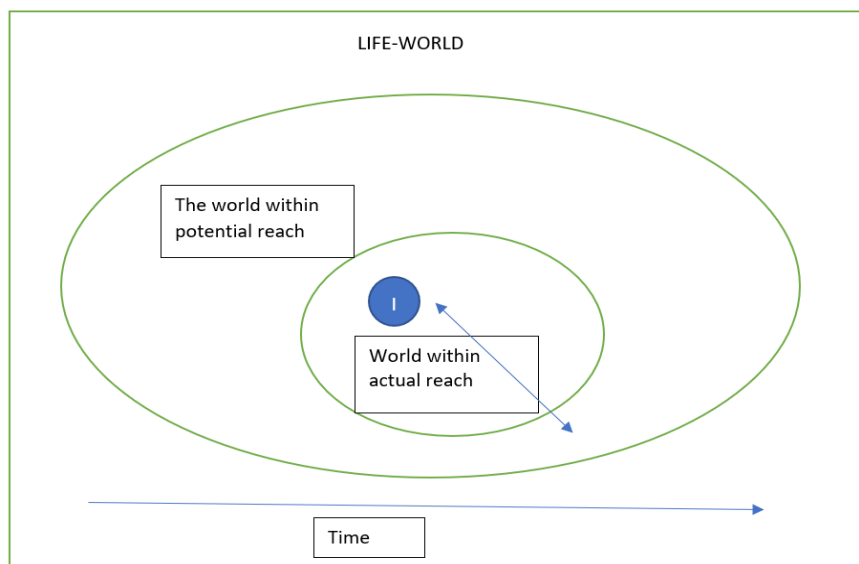 LIFE-WORLD
The world within
potential reach
I
World within
actual reach
Time